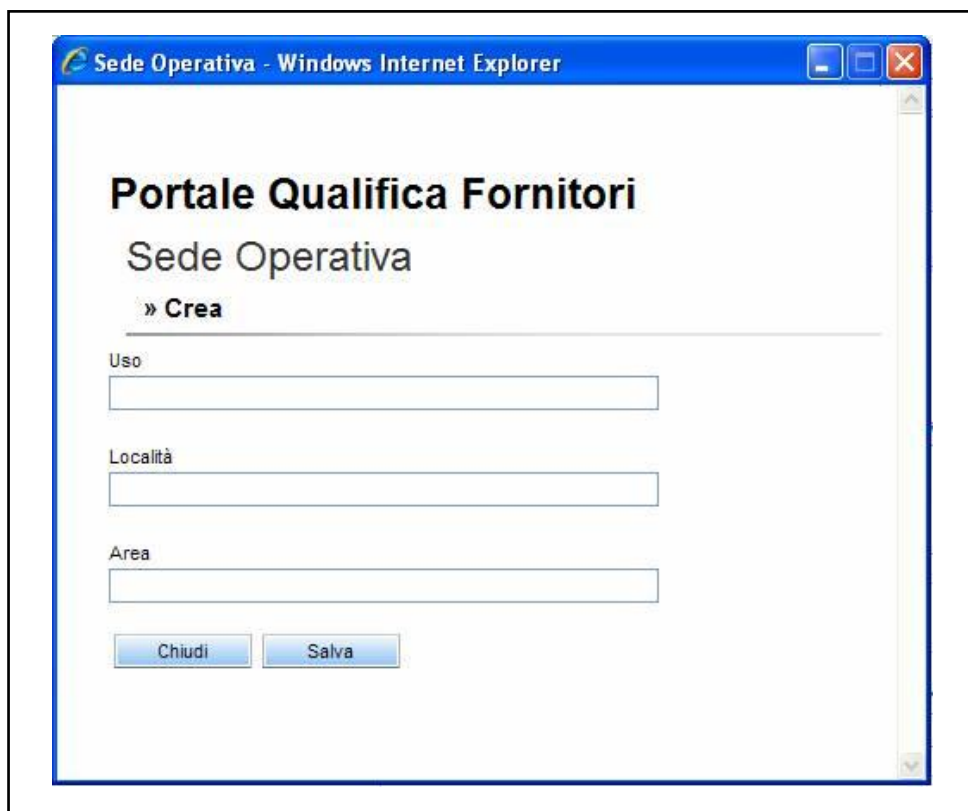 Sede Operativa - Windows Internet Explorer
Portale Qualifica Fornitori
Sede Operativa
» Crea
Uso
Località
Area
Chiudi Salva